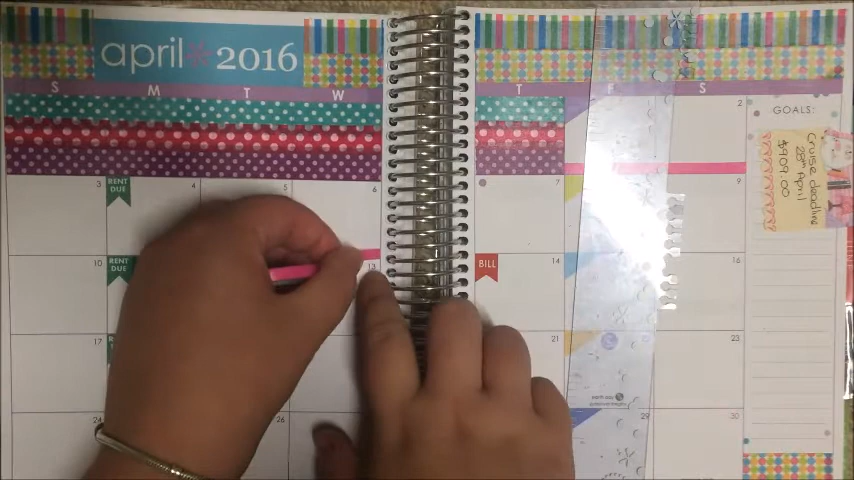 april 2016
S M T W T F S
2
GOALS:
Cruise deadline
28th April
$909.00
3 RENT DUE 4 5 6 7 9
10 RENT DUE 13 BILL 14 16
17 21 23
24 26 29 30